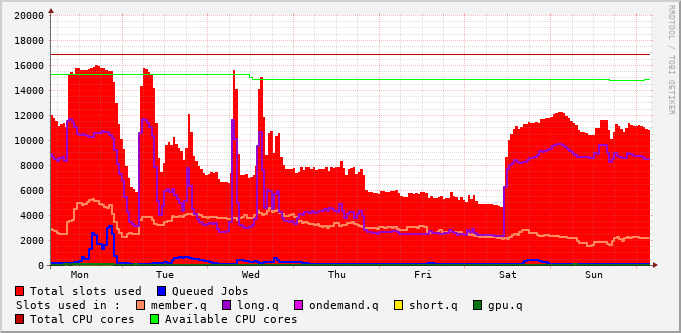 RRDTOOL / TOBI OETIKER
20000
18000
16000
14000
12000
10000
8000
6000
4000
2000
0
Mon Tue Wed Thu Fri Sat Sun
Total slots used Queued Jobs
Slots used in : member.q long.q ondemand.q short.q gpu.q
Total CPU cores Available CPU cores